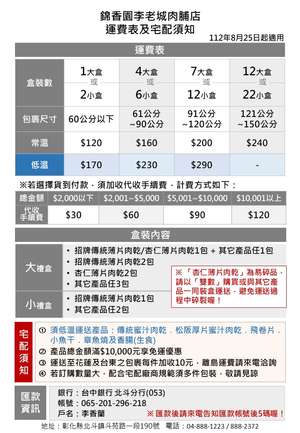 錦香園李老城肉脯店
運費表及宅配須知
112年8月25日起適用
運費表
盒裝數 1大盒 或 2小盒 4大盒 或 6小盒 7大盒 或 12小盒 12大盒 或 22小盒
包裹尺寸 60公分以下 61公分~90公分 91公分~120公分 121公分~150公分
常溫 $120 $160 $200 $240
低溫 $170 $230 $290 -
※若選擇貨到付款，須加收代收手續費，計費方式如下：
總金額 $2,000以下 $2,001~$5,000 $5,001~$10,000 $10,001以上
代收手續費 $30 $60 $90 $120
盒裝內容
大禮盒
• 招牌傳統薄片肉乾/杏仁薄片肉乾1包 + 其它產品任1包
• 招牌傳統薄片肉乾2包
• 杏仁薄片肉乾2包
• 其它產品任3包
小禮盒
• 招牌傳統薄片肉乾1包
• 其它產品任2包
※「杏仁薄片肉乾」為易碎品，
請以「雙數」購買或與其它產
品一同裝盒運送，避免運送過
程中碎裂喔！
宅配須知
① 須低溫運送產品：傳統蜜汁肉乾．松阪厚片蜜汁肉乾．飛卷片．
小魚干．章魚燒及香腸(生食)
② 產品總金額滿$10,000元享免運優惠
③ 運送至花蓮及台東之包裹每件加收10元，離島運費請來電洽詢
④ 若訂購數量大，配合宅配廠商規範須多件包裝，敬請見諒
匯款資訊
銀行：台中銀行 北斗分行(053)
帳號：065-201-296-218
戶名：李香蘭
※ 匯款後請來電告知匯款帳號後5碼喔！
地址：彰化縣北斗鎮斗苑路一段190號 電話：04-888-1223 / 888-2372